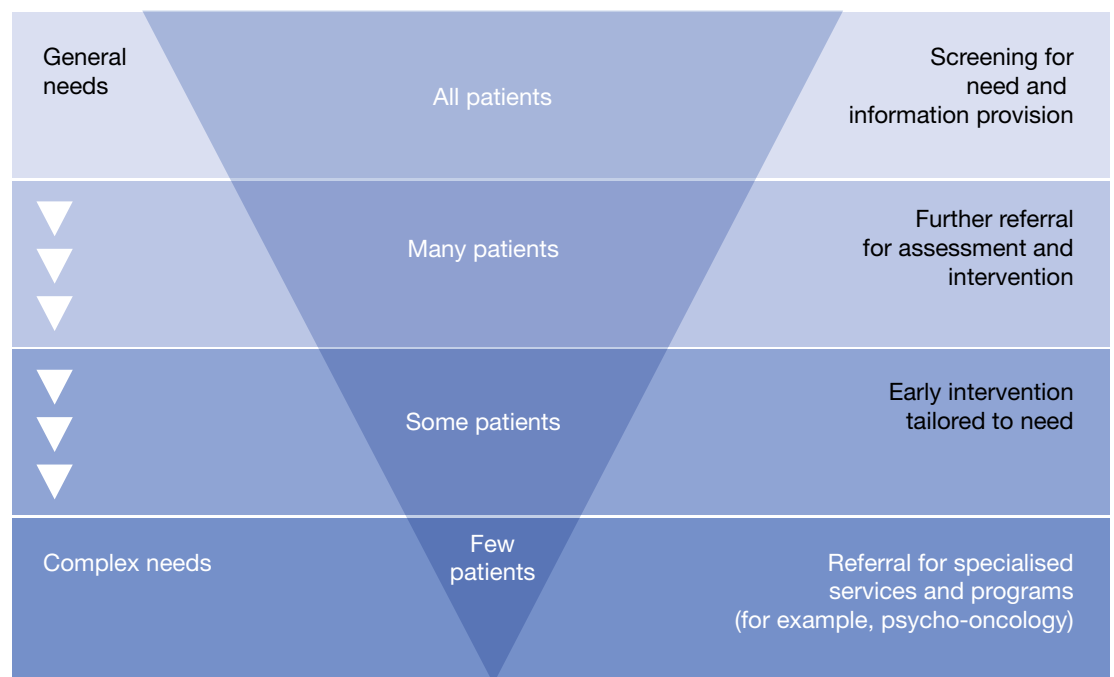 General
needs
All patients
Screening for
need and
information provision
Many patients
Further referral
for assessment and
intervention
Some patients
Early intervention
tailored to need
Complex needs
Few
patients
Referral for specialised
services and programs
(for example, psycho-oncology)